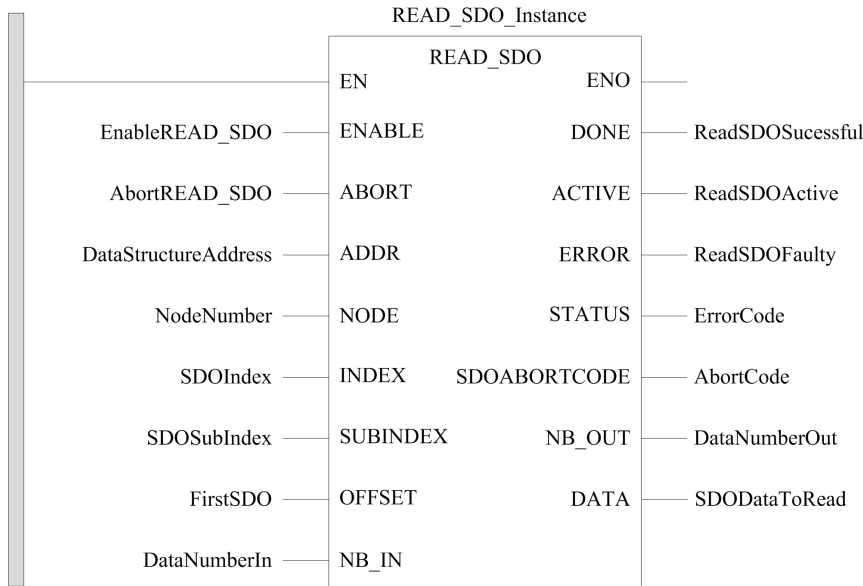 READ_SDO_Instance
READ_SDO
EN ENO
EnableREAD_SDO ENABLE DONE ReadSDOSucessful
AbortREAD_SDO ABORT ACTIVE ReadSDOActive
DataStructureAddress ADDR ERROR ReadSDOFaulty
NodeNumber NODE STATUS ErrorCode
SDOIndex INDEX SDOABORTCODE AbortCode
SDOSubIndex SUBINDEX NB_OUT DataNumberOut
FirstSDO OFFSET DATA SDODataToRead
DataNumberIn NB_IN